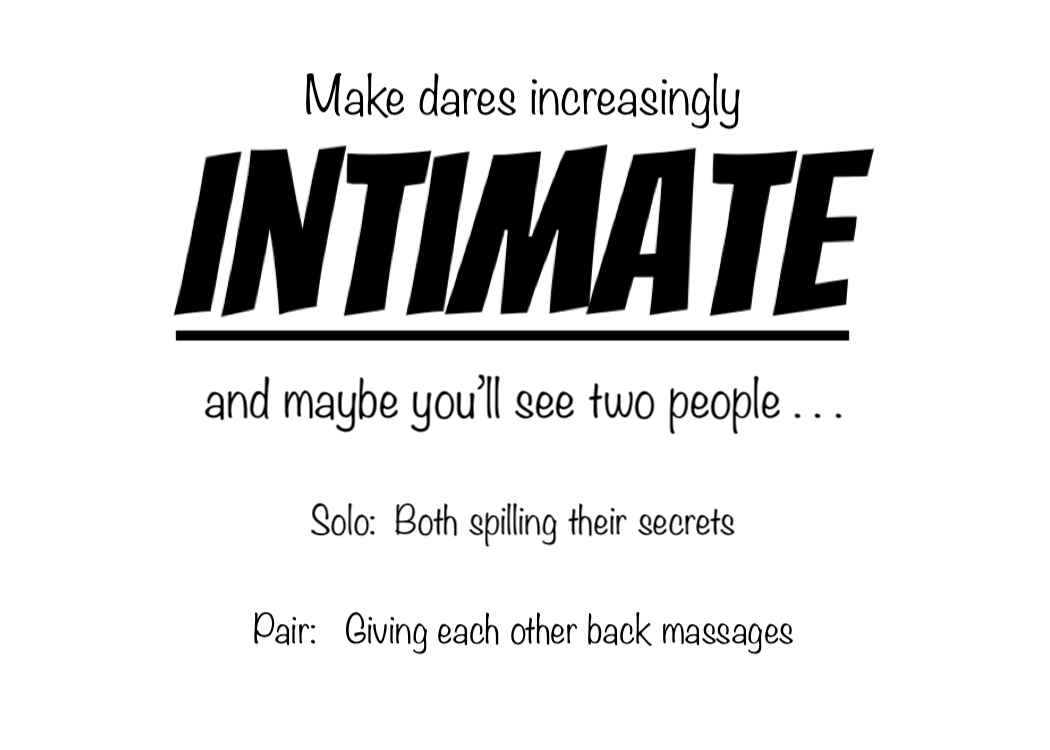 Make dares increasingly
INTIMATE
and maybe you'll see two people . . .
Solo: Both spilling their secrets
Pair: Giving each other back massages